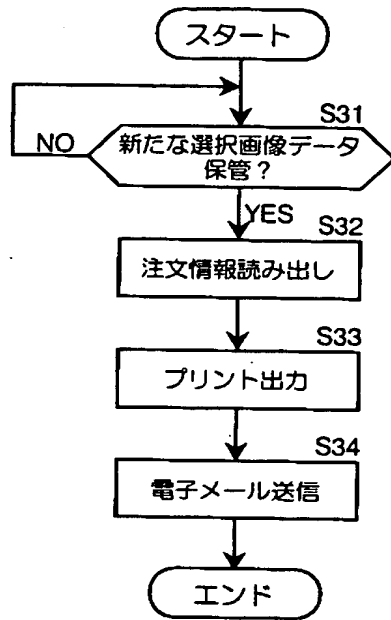 スタート
S31
新たな選択画像データ
保管?
NO
YES
S32
注文情報読み出し
S33
プリント出力
S34
電子メール送信
エンド